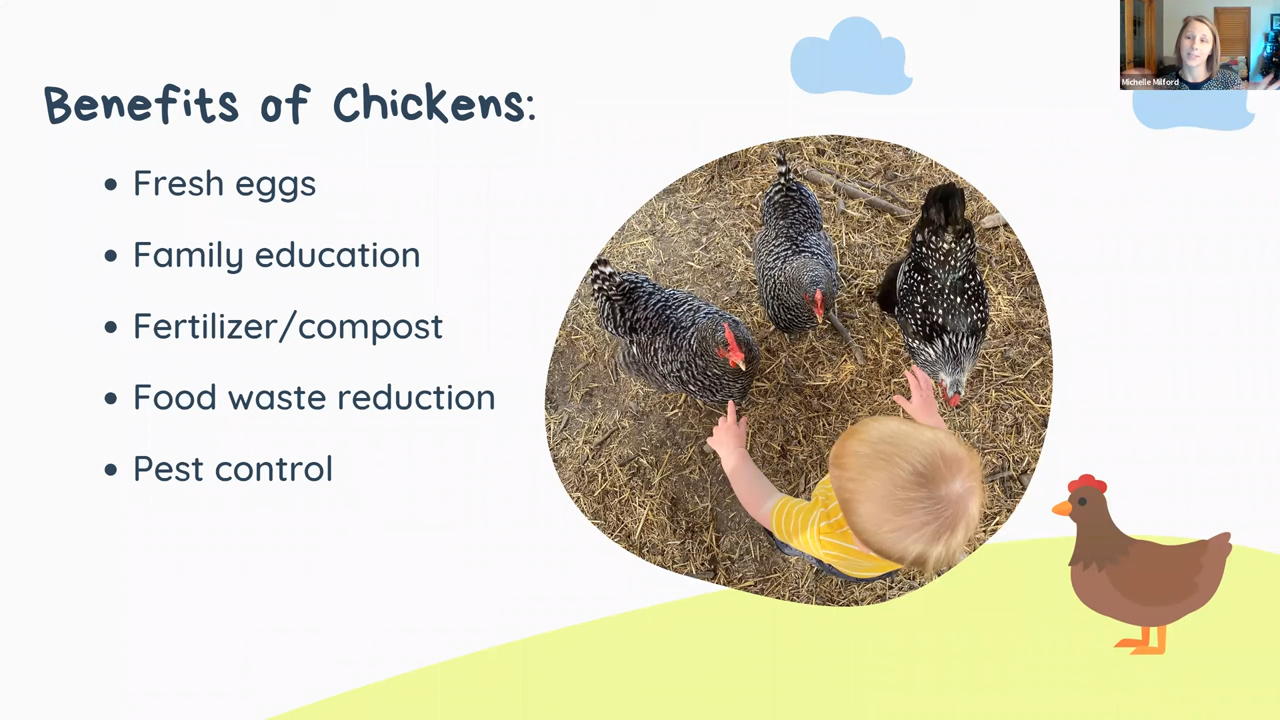 Benefits of Chickens:
Fresh eggs
Family education
Fertilizer/compost
Food waste reduction
Pest control
Michelle Milford